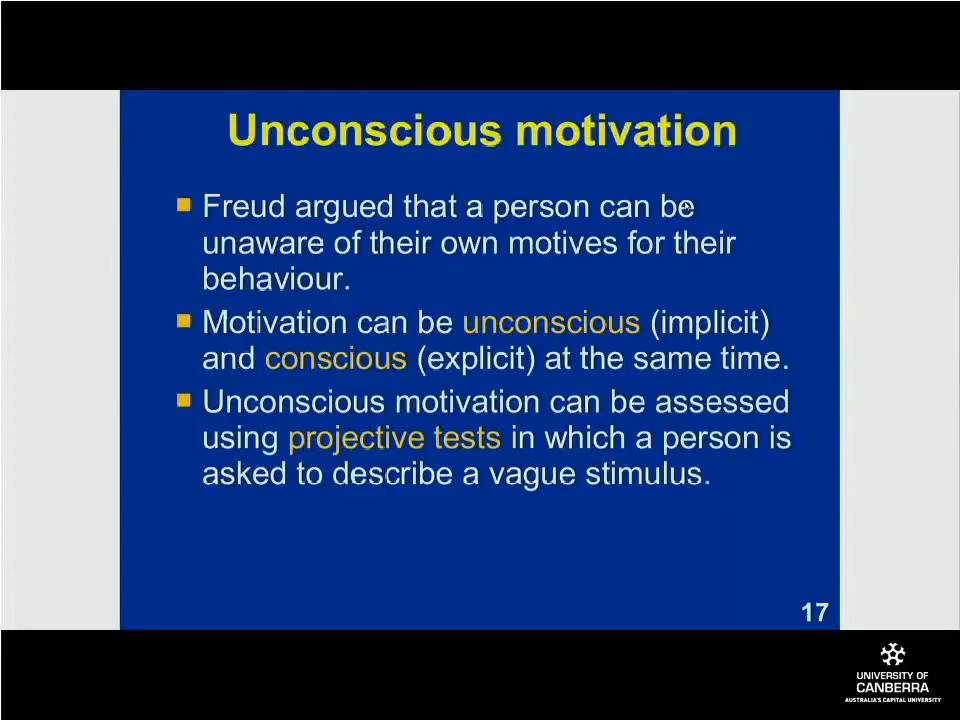 Unconscious motivation
Freud argued that a person can be
unaware of their own motives for their
behaviour.
Motivation can be unconscious (implicit)
and conscious (explicit) at the same time.
Unconscious motivation can be assessed
using projective tests in which a person is
asked to describe a vague stimulus.
17
UNIVERSITY OF
CANBERRA
AUSTRALIA'S CAPITAL UNIVERSITY